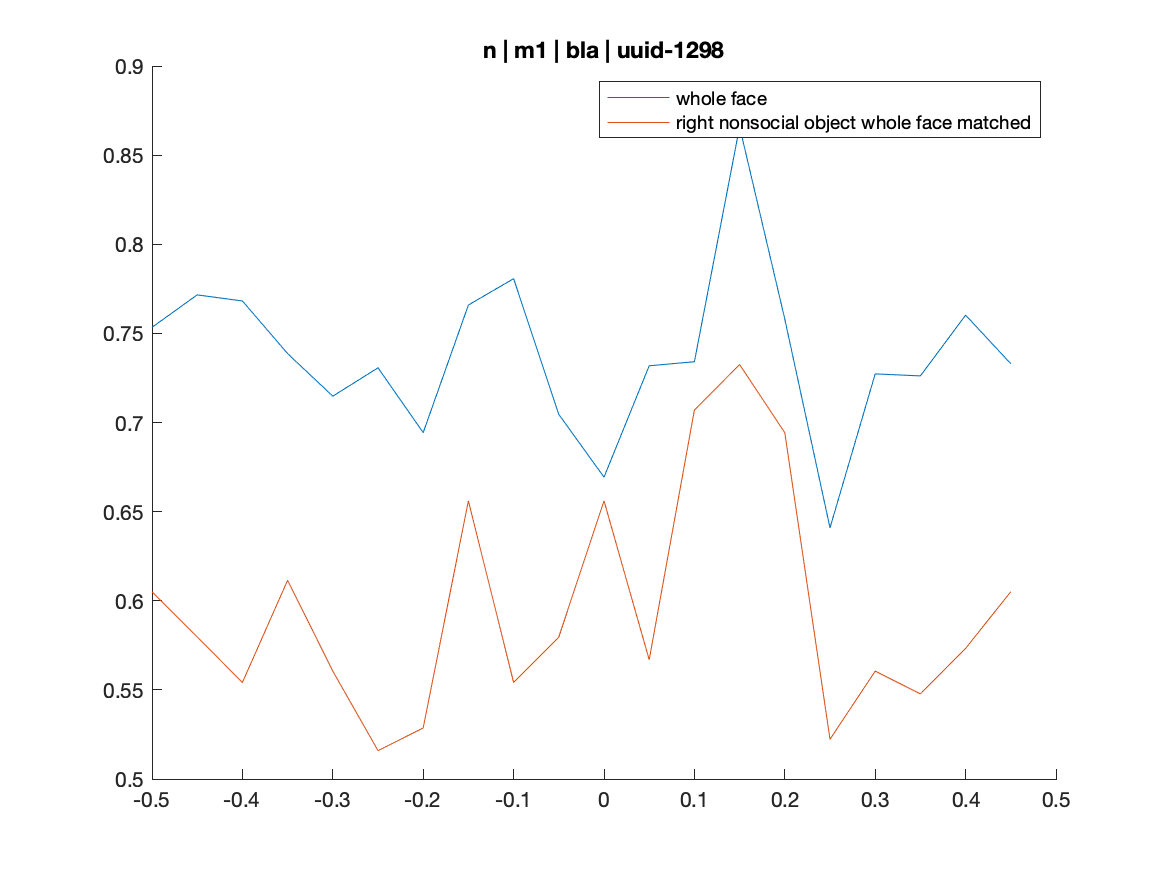 n | m1 | bla | uuid-1298
whole face
right nonsocial object whole face matched
0.9
0.85
0.8
0.75
0.7
0.65
0.6
0.55
0.5
-0.5 -0.4 -0.3 -0.2 -0.1 0 0.1 0.2 0.3 0.4 0.5